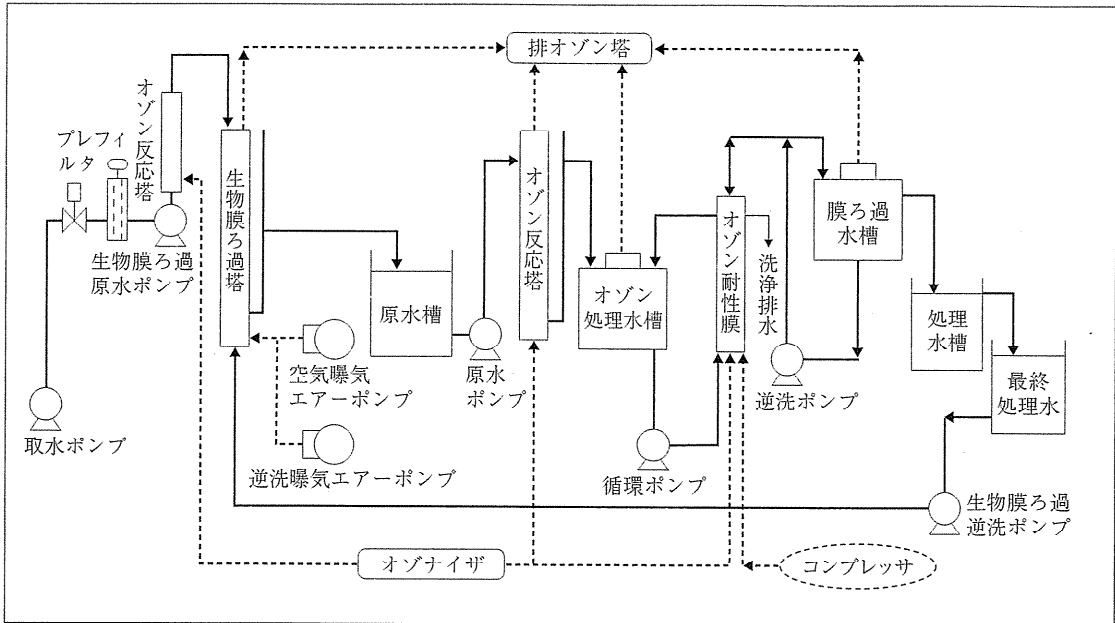 排オゾン塔
オゾン反応塔
プレフィ
ルタ
生物膜ろ過
原水ポンプ
取水ポンプ
生物膜ろ過塔
空気曝気
エアーポンプ
逆洗曝気エアーポンプ
原水槽
原水
ポンプ
オゾン反応塔
オゾン
処理水槽
循環ポンプ
オゾン耐性膜
洗浄排水
逆洗ポンプ
膜ろ過
水槽
処理
水槽
最終
処理水
生物膜ろ過
逆洗ポンプ
オゾナイザ
コンプレッサ